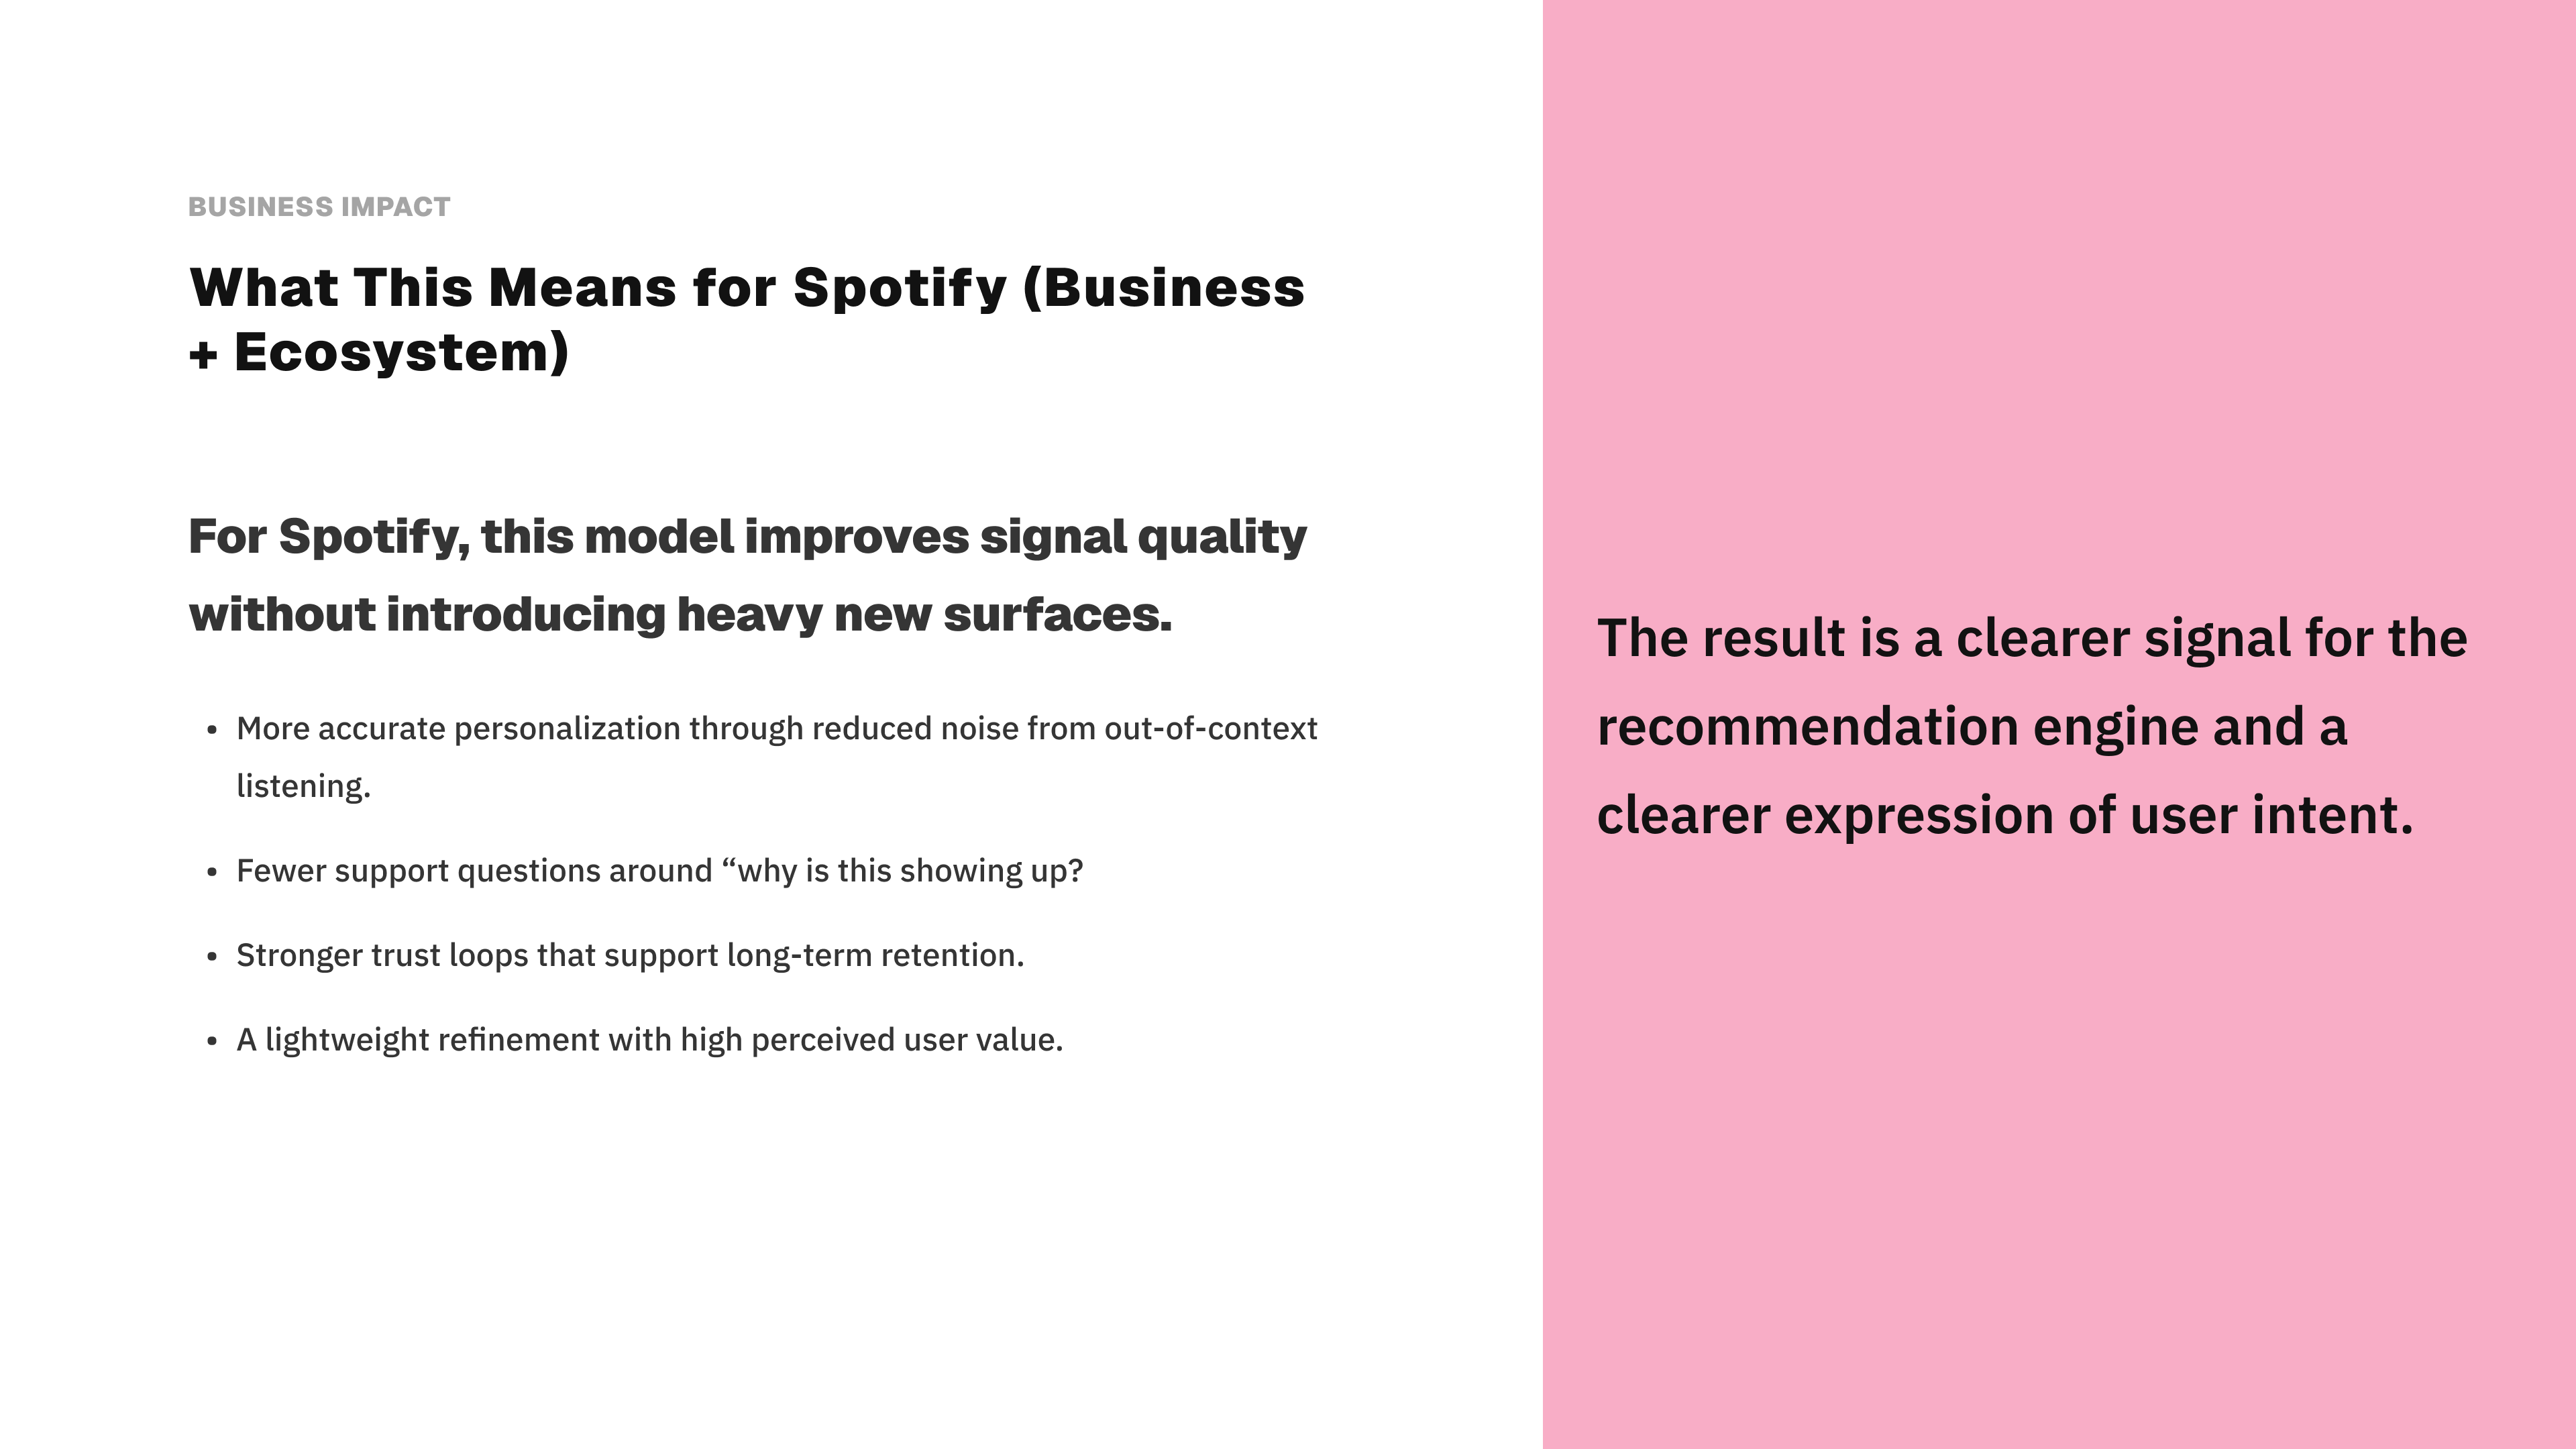 BUSINESS IMPACT
What This Means for Spotify (Business
+ Ecosystem)
For Spotify, this model improves signal quality
without introducing heavy new surfaces.
• More accurate personalization through reduced noise from out-of-context
listening.
• Fewer support questions around “why is this showing up?
• Stronger trust loops that support long-term retention.
• A lightweight refinement with high perceived user value.
The result is a clearer signal for the
recommendation engine and a
clearer expression of user intent.